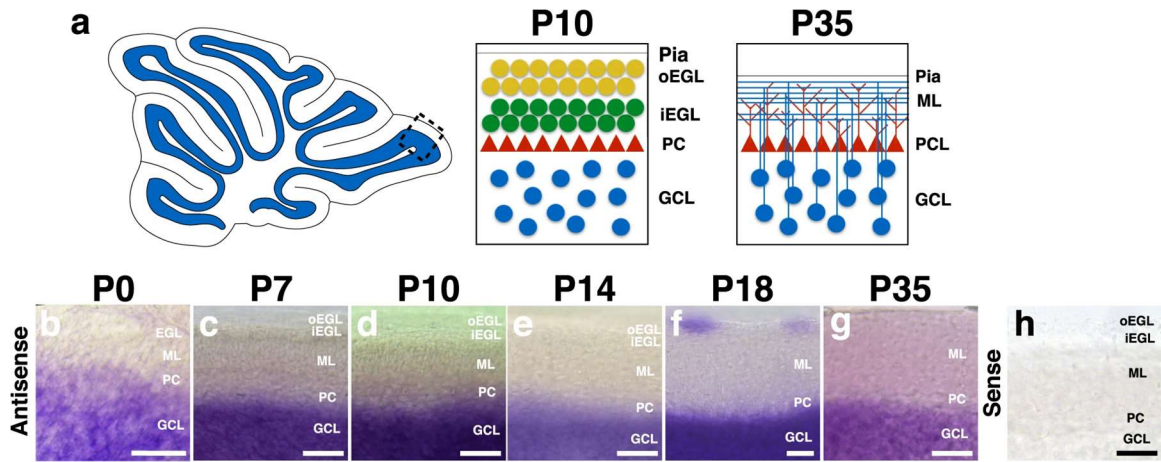 a
P10
P35
Pia
oEGL
iEGL
PC
GCL
Pia
ML
PCL
GCL
Antisense
P0
b
EGL
ML
PC
GCL
P7
c
oEGL
iEGL
ML
PC
GCL
P10
d
oEGL
iEGL
ML
PC
GCL
P14
e
oEGL
iEGL
ML
PC
GCL
P18
f
ML
PC
GCL
P35
g
ML
PC
GCL
Sense
h
oEGL
iEGL
ML
PC
GCL